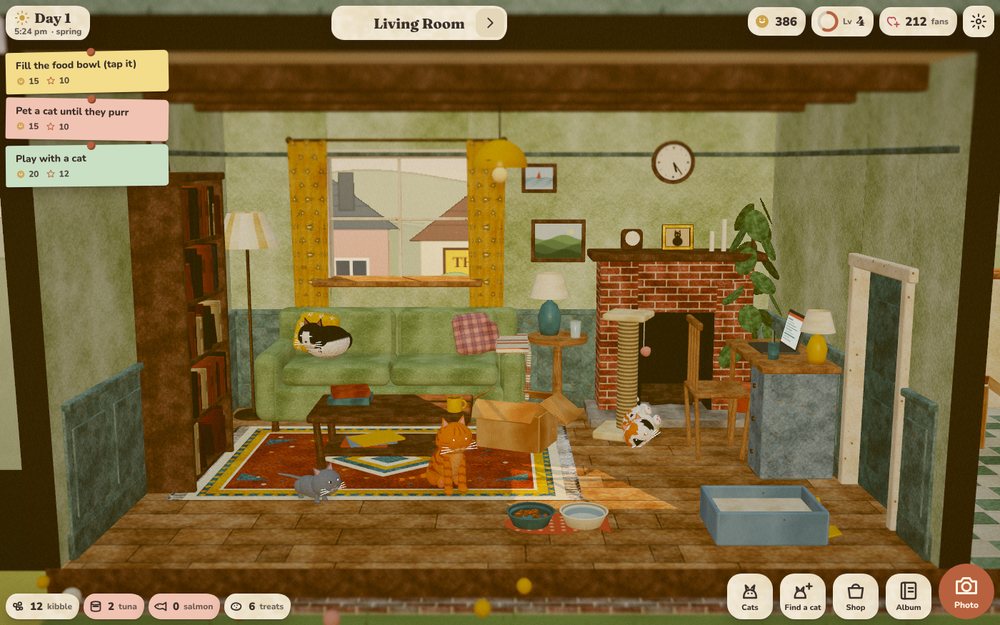 Day 1
5:24 pm · spring
Living Room
386
Lv 4
212 fans
Fill the food bowl (tap it)
15 10
Pet a cat until they purr
15 10
Play with a cat
20 12
12 kibble
2 tuna
0 salmon
6 treats
Cats
Find a cat
Shop
Album
Photo